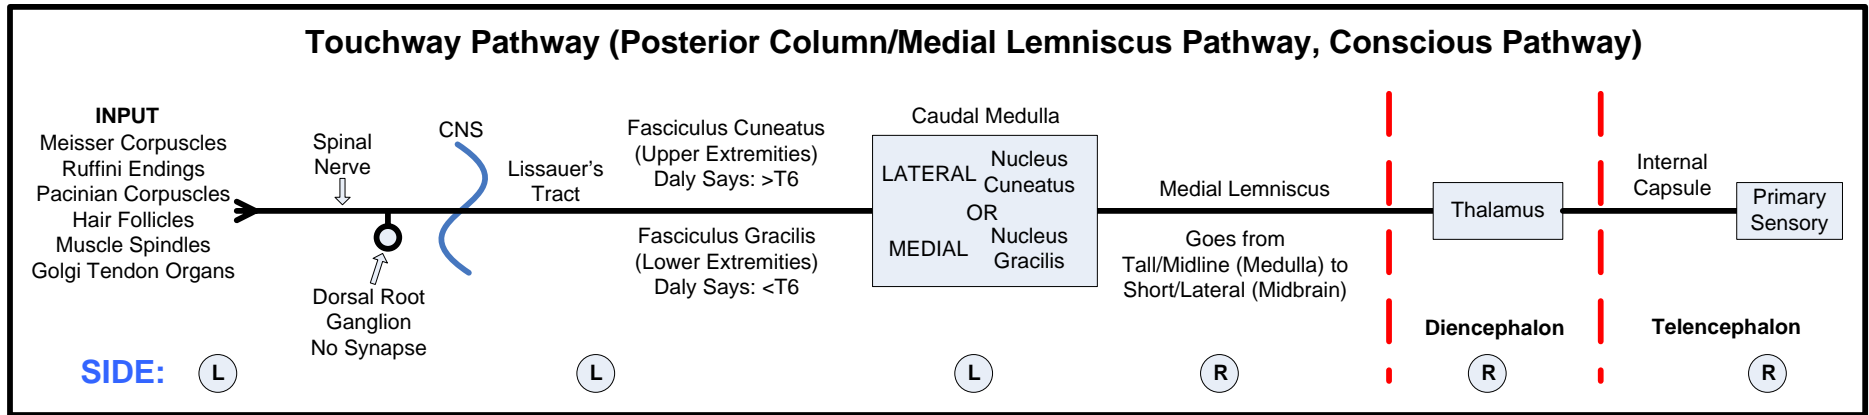 Touchway Pathway (Posterior Column/Medial Lemniscus Pathway, Conscious Pathway)
INPUT
Meisser Corpuscles
Ruffini Endings
Pacinian Corpuscles
Hair Follicles
Muscle Spindles
Golgi Tendon Organs
Spinal
Nerve
Dorsal Root
Ganglion
No Synapse
CNS
Lissauer's
Tract
Fasciculus Cuneatus
(Upper Extremities)
Daly Says: >T6
Fasciculus Gracilis
(Lower Extremities)
Daly Says: <T6
Caudal Medulla
LATERAL
Nucleus
Cuneatus
OR
MEDIAL
Nucleus
Gracilis
Medial Lemniscus
Goes from
Tall/Midline (Medulla) to
Short/Lateral (Midbrain)
Thalamus
Diencephalon
Internal
Capsule
Primary
Sensory
Telencephalon
SIDE: L L L R R R